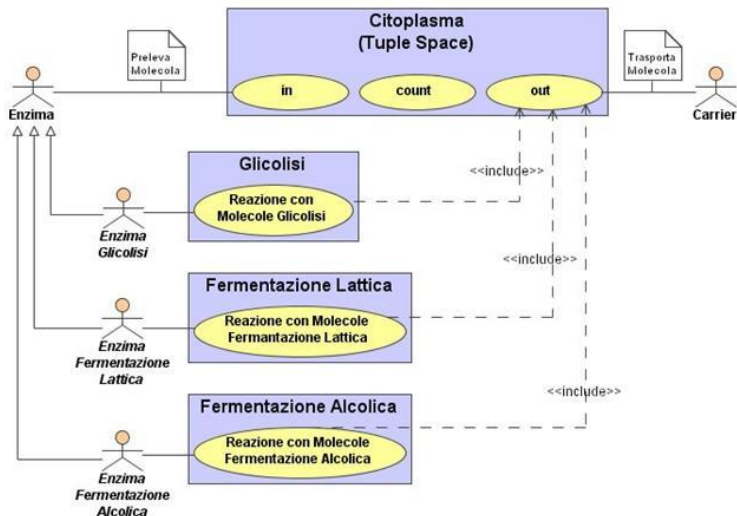 Citoplasma
(Tuple Space)
Preleva
Molecola
Trasporta
Molecola
in
count
out
Enzima
Carrier
Glicolisi
Reazione con
Molecole Glicolisi
<<include>>
Enzima
Glicolisi
<<include>>
Fermentazione Lattica
Reazione con Molecole
Fermantazione Lattica
Enzima
Fermentazione
Lattica
<<include>>
Fermentazione Alcolica
Reazione con Molecole
Fermentazione Alcolica
Enzima
Fermentazione
Alcolica